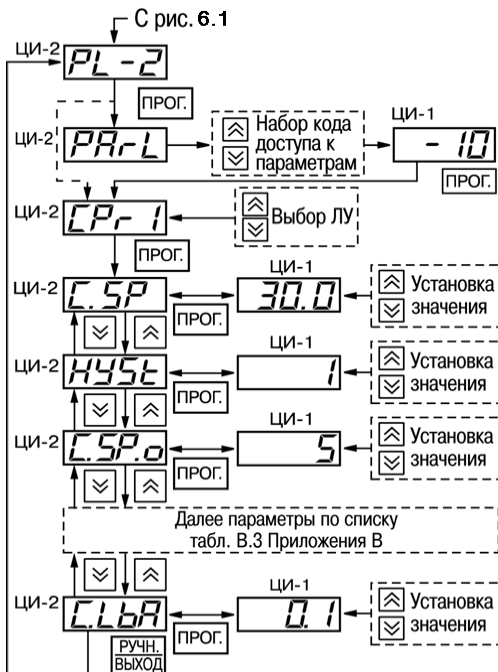 С рис. 6.1
ЦИ-2
PL-2
ПРОГ.
ЦИ-2
PArL
Набор кода
доступа к
параметрам
ЦИ-1
- 10
ПРОГ.
ЦИ-2
CPr1
Выбор ЛУ
ПРОГ.
ЦИ-2
C.SP
ПРОГ.
ЦИ-1
30.0
Установка
значения
ЦИ-2
HYSt
ПРОГ.
ЦИ-1
1
Установка
значения
ЦИ-2
C.SP.o
ПРОГ.
ЦИ-1
5
Установка
значения
Далее параметры по списку
табл. В.3 Приложения В
ЦИ-2
C.LbA
ПРОГ.
ЦИ-1
0.1
Установка
значения
РУЧН.
ВЫХОД